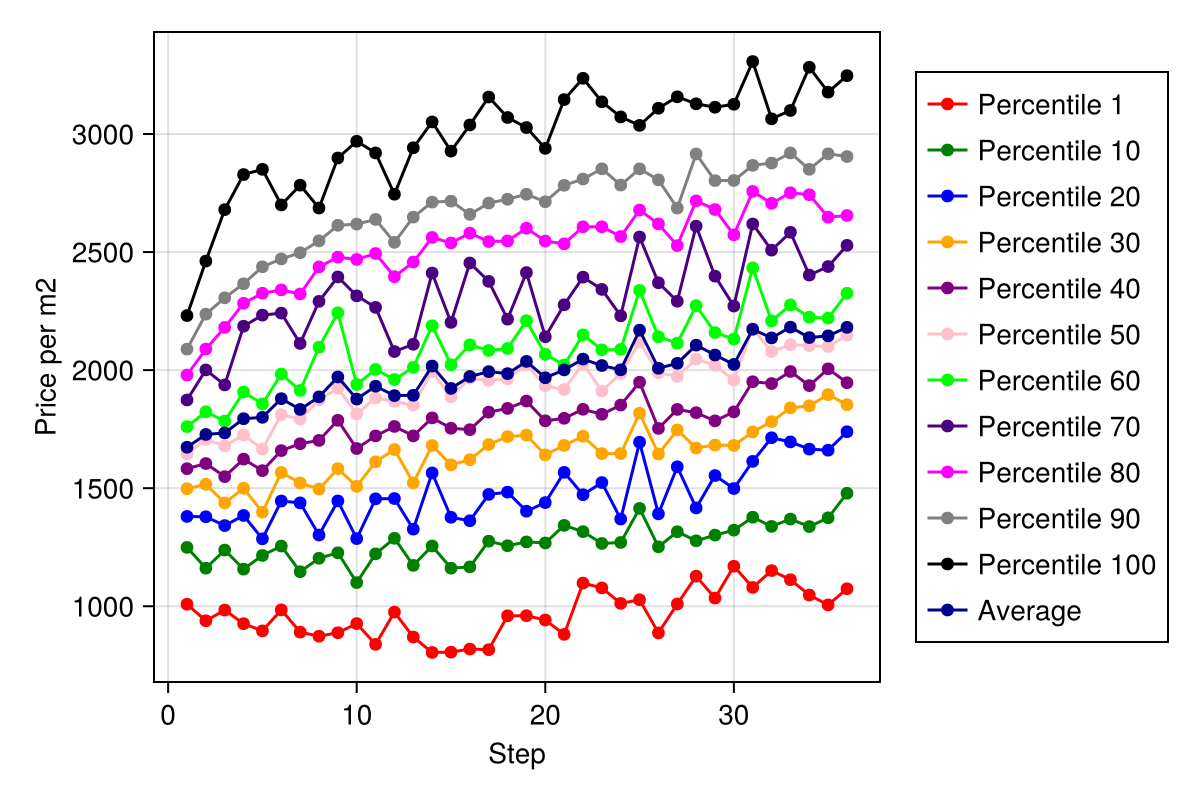 Price per m2
3000
2500
2000
1500
1000
0
10
20
30
Step
Percentile 1
Percentile 10
Percentile 20
Percentile 30
Percentile 40
Percentile 50
Percentile 60
Percentile 70
Percentile 80
Percentile 90
Percentile 100
Average